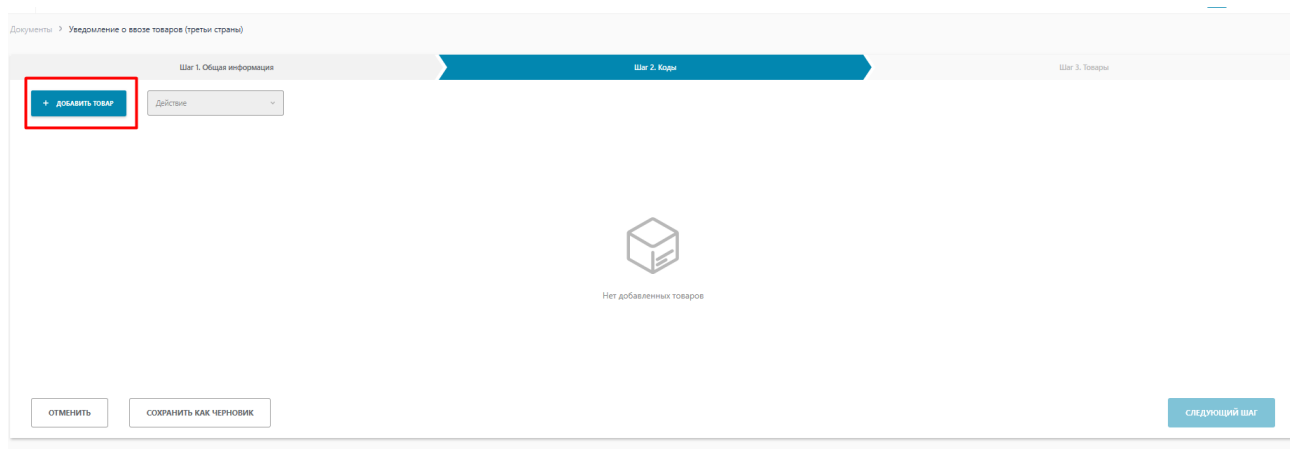 Документы > Уведомление о ввозе товаров (третьи страны)
Шаг 1. Общая информация Шаг 2. Коды Шаг 3. Товары
+ ДОБАВИТЬ ТОВАР Действие
Нет добавленных товаров
ОТМЕНИТЬ СОХРАНИТЬ КАК ЧЕРНОВИК СЛЕДУЮЩИЙ ШАГ